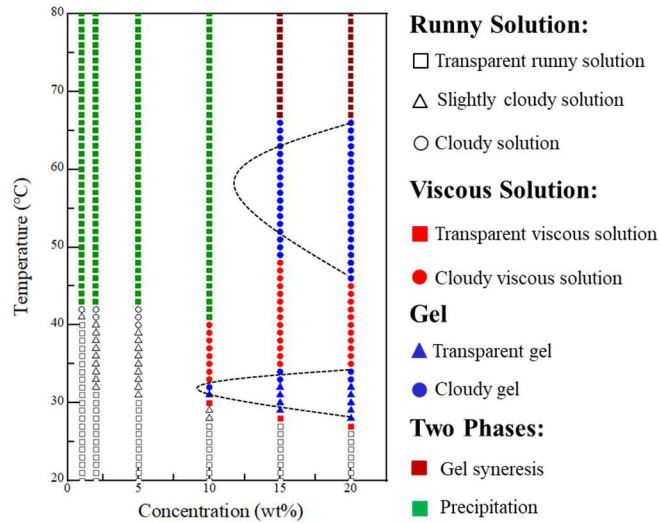 80
70
60
50
40
30
20
Temperature (°C)
0
5
10
15
20
Concentration (wt%)
Runny Solution:
Transparent runny solution
Slightly cloudy solution
Cloudy solution
Viscous Solution:
Transparent viscous solution
Cloudy viscous solution
Gel
Transparent gel
Cloudy gel
Two Phases:
Gel syneresis
Precipitation